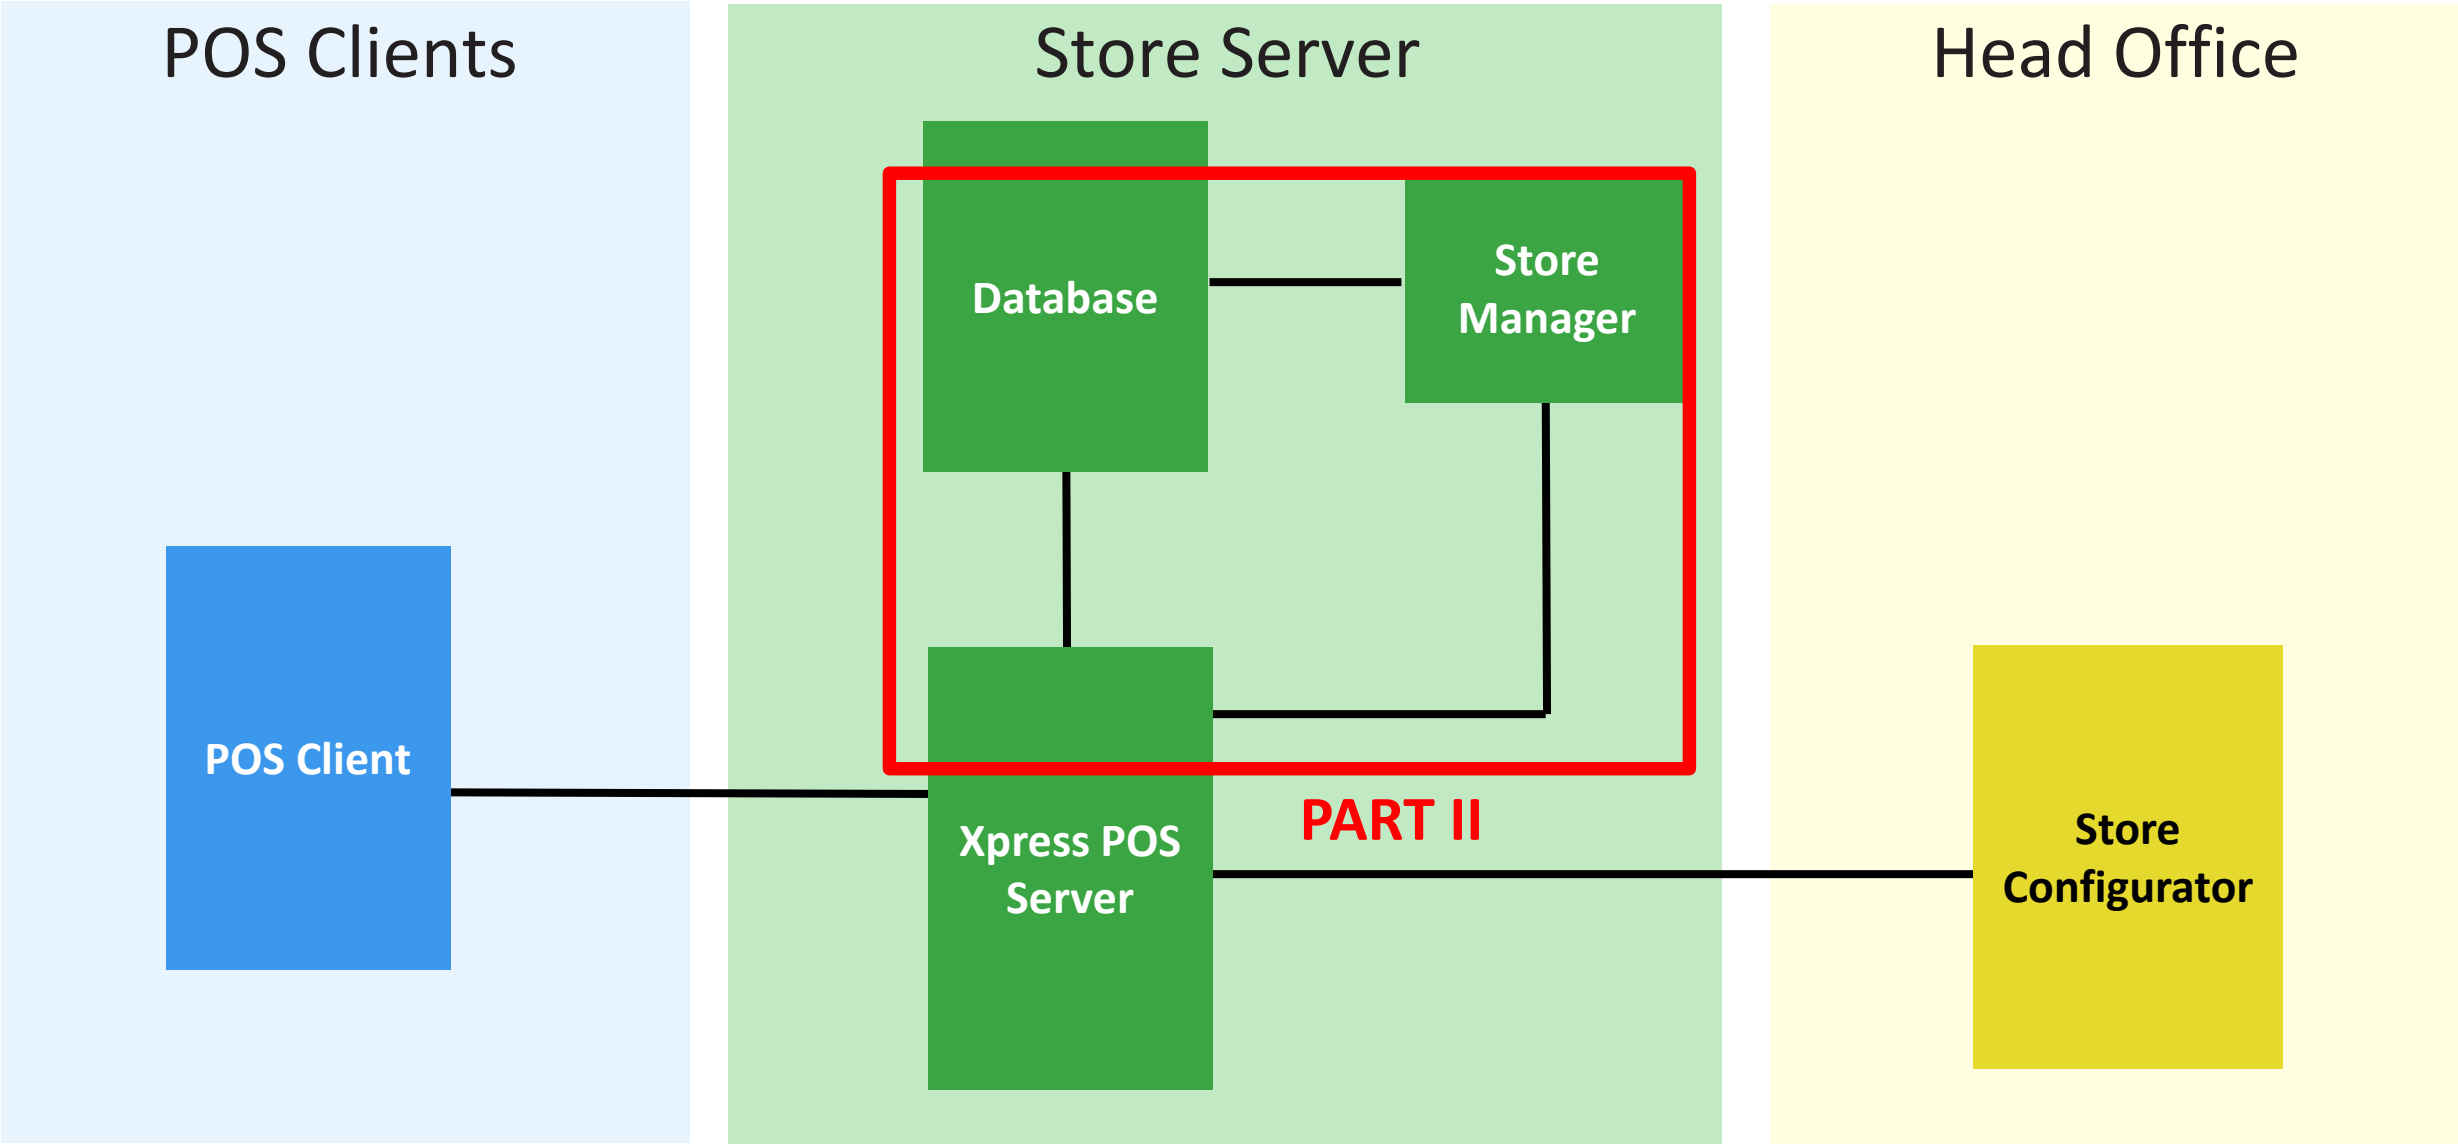 POS Clients
Store Server
Head Office
Database
Store
Manager
POS Client
Xpress POS
Server
PART II
Store
Configurator